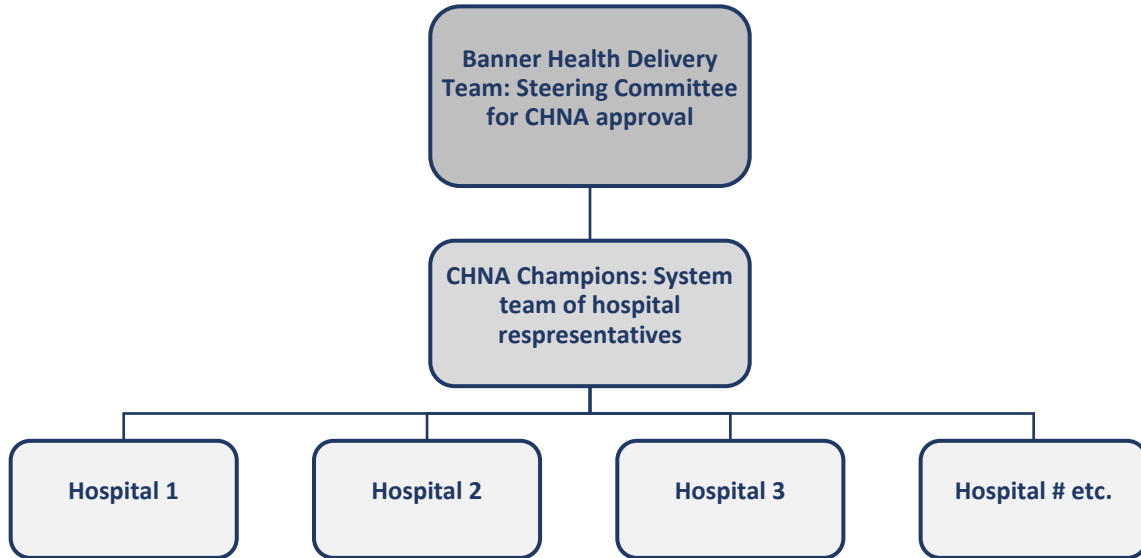 Banner Health Delivery
Team: Steering Committee
for CHNA approval
CHNA Champions: System
team of hospital
respresentatives
Hospital 1
Hospital 2
Hospital 3
Hospital # etc.